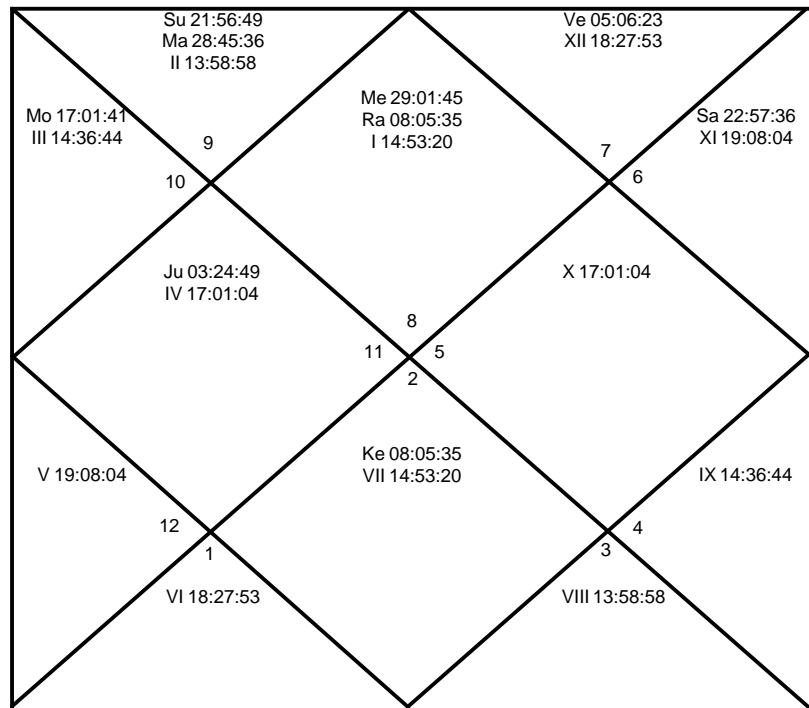 Su 21:56:49
Ma 28:45:36
II 13:58:58
Ve 05:06:23
XII 18:27:53
Me 29:01:45
Ra 08:05:35
I 14:53:20
Mo 17:01:41
III 14:36:44
Sa 22:57:36
XI 19:08:04
9
7
10
6
Ju 03:24:49
IV 17:01:04
X 17:01:04
8
11
5
2
Ke 08:05:35
VII 14:53:20
V 19:08:04
IX 14:36:44
12
4
1
3
VI 18:27:53
VIII 13:58:58